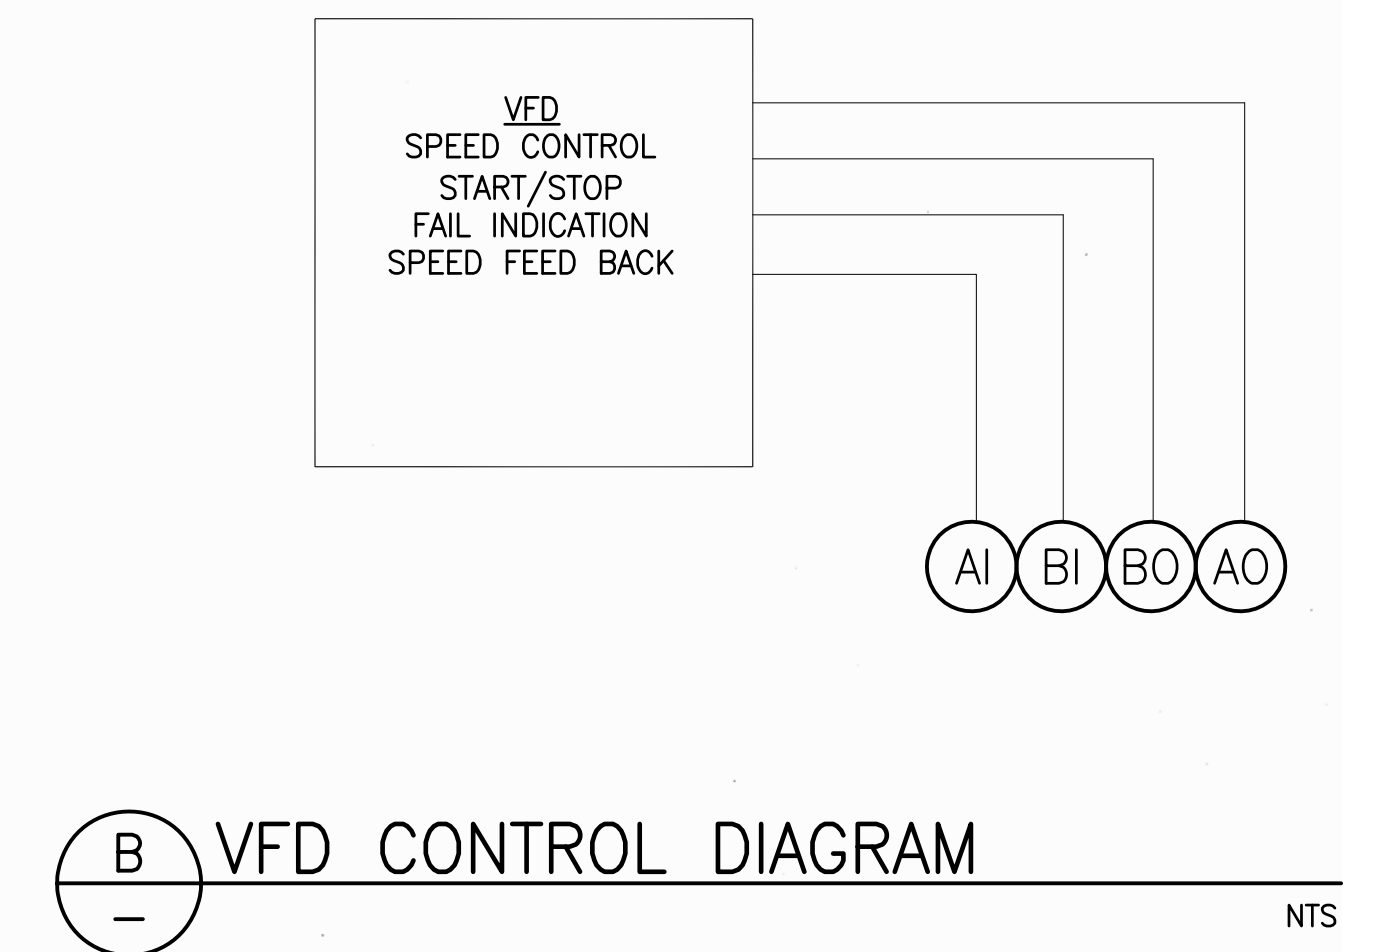 VFD
SPEED CONTROL
START/STOP
FAIL INDICATION
SPEED FEED BACK
AI BI BO AO
B
VFD CONTROL DIAGRAM
–
NTS